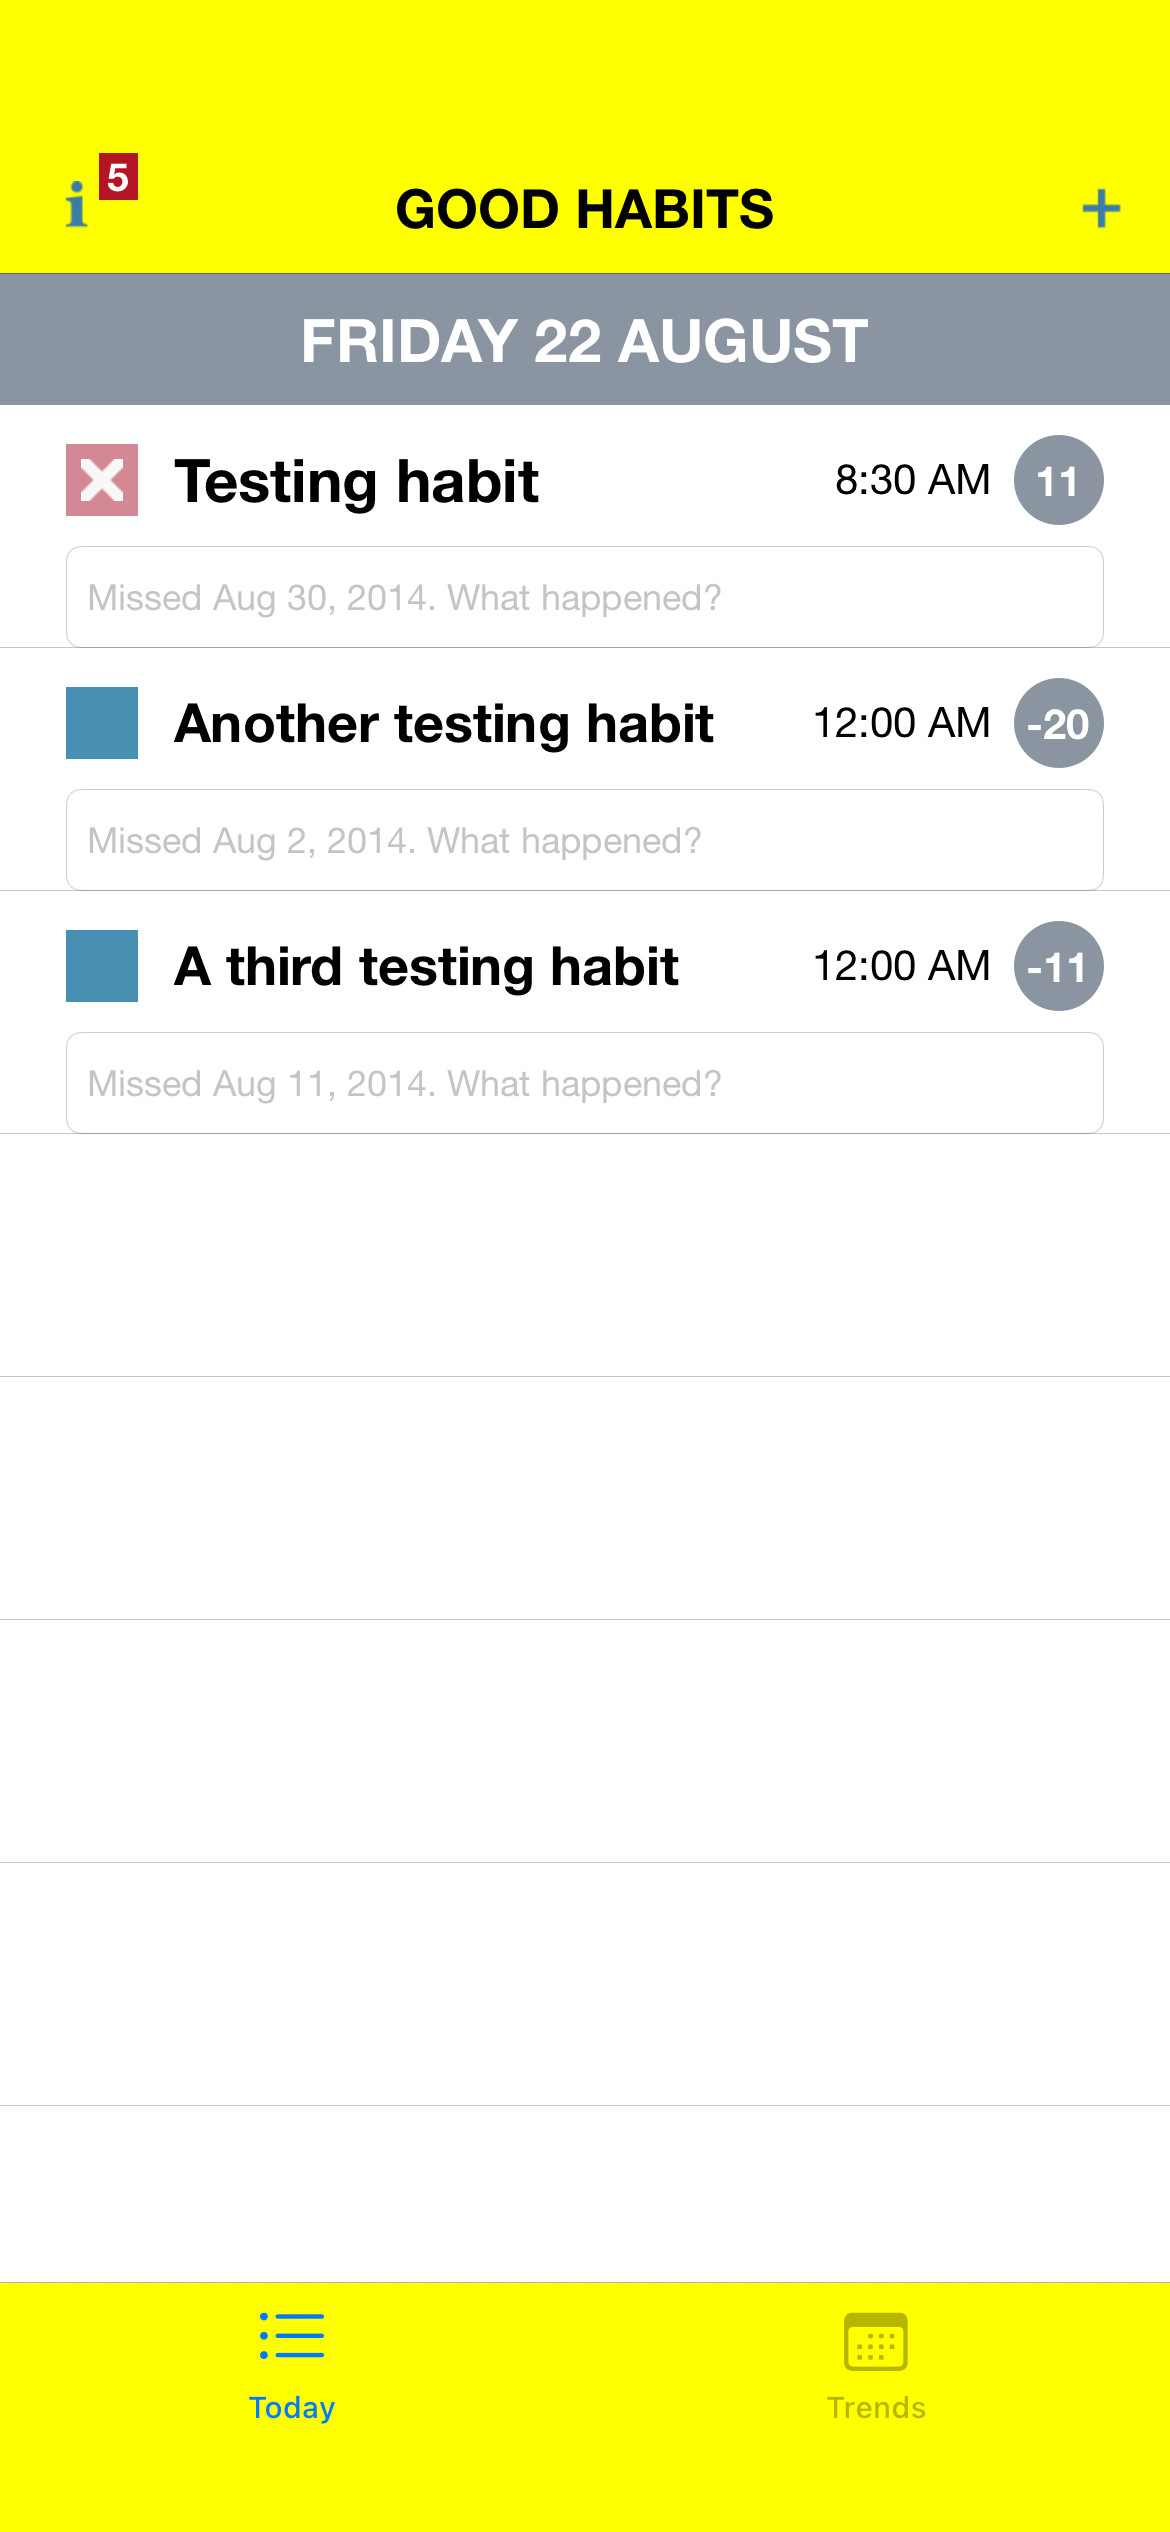 5
GOOD HABITS
+
FRIDAY 22 AUGUST
Testing habit 8:30 AM 11
Missed Aug 30, 2014. What happened?
Another testing habit 12:00 AM -20
Missed Aug 2, 2014. What happened?
A third testing habit 12:00 AM -11
Missed Aug 11, 2014. What happened?
Today Trends